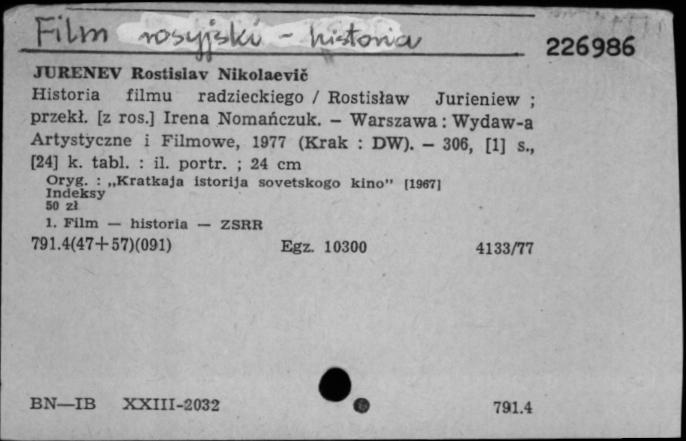 Film rosyjski - historia
226986
JURENEV Rostislav Nikolaevič
Historia filmu radzieckiego / Rostisław Jurieniew ;
przekł. [z ros.] Irena Nomańczuk. — Warszawa : Wydaw-a
Artystyczne i Filmowe, 1977 (Krak : DW). — 306, [1] s.,
[24] k. tabl. : il. portr. ; 24 cm
Oryg. : „Kratkaja istorija sovetskogo kino” [1967]
Indeksy
50 zł
1. Film — historia — ZSRR
791.4(47+57)(091) Egz. 10300 4133/77
BN—IB XXIII-2032 791.4